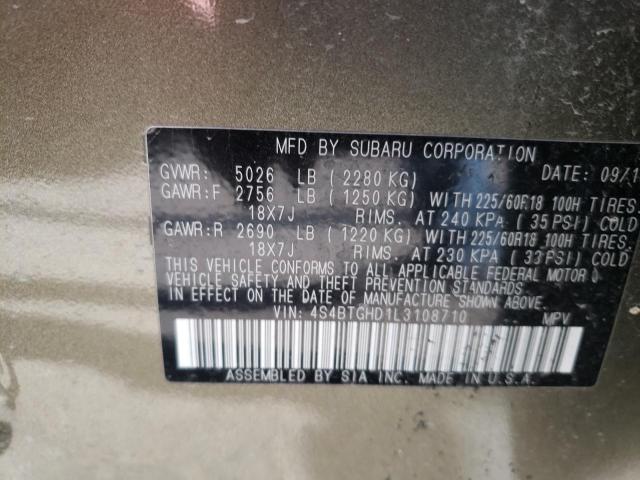 MFD BY SUBARU CORPORATION
GVWR: 5026 LB (2280 KG) DATE: 09/1
GAWR:F 2756 LB (1250 KG) WITH 225/60R18 100H TIRES,
18X7J RIMS. AT 240 KPA (35 PSI) COLD
GAWR:R 2690 LB (1220 KG) WITH 225/60R18 100H TIRES,
18X7J RIMS. AT 230 KPA (33 PSI) COLD
THIS VEHICLE CONFORMS TO ALL APPLICABLE FEDERAL MOTOR
VEHICLE SAFETY AND THEFT PREVENTION STANDARDS
IN EFFECT ON THE DATE OF MANUFACTURE SHOWN ABOVE.
VIN: 4S4BTGHD1L3108710 MPV
ASSEMBLED BY SIA INC. MADE IN U.S.A.